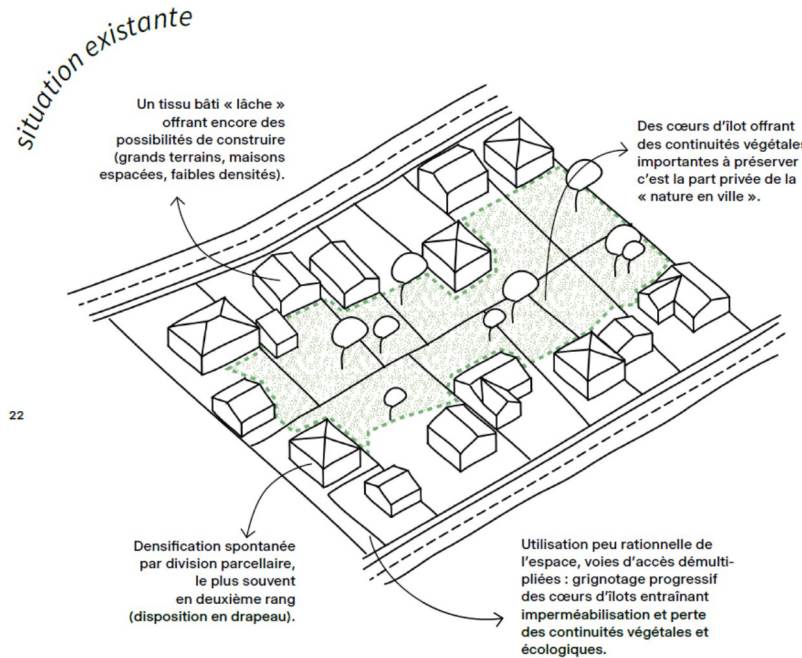 situation existante
Un tissu bâti « lâche »
offrant encore des
possibilités de construire
(grands terrains, maisons
espacées, faibles densités).
Des cœurs d’îlot offrant
des continuités végétales
importantes à préserver
c’est la part privée de la
« nature en ville ».
22
Densification spontanée
par division parcellaire,
le plus souvent
en deuxième rang
(disposition en drapeau).
Utilisation peu rationnelle de
l’espace, voies d’accès démulti-
pliées : grignotage progressif
des cœurs d’îlots entraînant
imperméabilisation et perte
des continuités végétales et
écologiques.